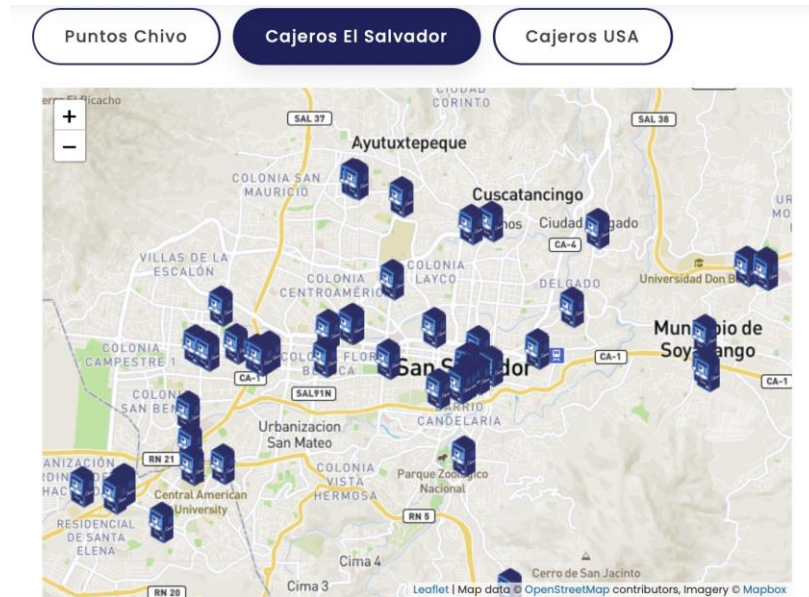 Puntos Chivo
Cajeros El Salvador
Cajeros USA
+
−
CIUDAD
CORINTO
SAL 37
SAL 38
Ayutuxtepeque
COLONIA SAN
MAURICIO
Cuscatancingo
Ciudad
gado
CA-4
VILLAS DE LA
ESCALÓN
COLONIA
LAYCO
COLONIA
DELGADO
Universidad Don
COLONIA
CAMPESTRE 1
CA-1
SAL91N
CA-1
CA-1
Urbanizacion
San Mateo
BARRIO
CANDELARIA
RN 21
COLONIA
VISTA
HERMOSA
Parque
Nacional
Central American
University
RN 5
RESIDENCIAL
DE SANTA
ELENA
Cima 4
Cima 3
Cerro de San Jacinto
RN 20
Leaflet | Map data © OpenStreetMap contributors, Imagery © Mapbox